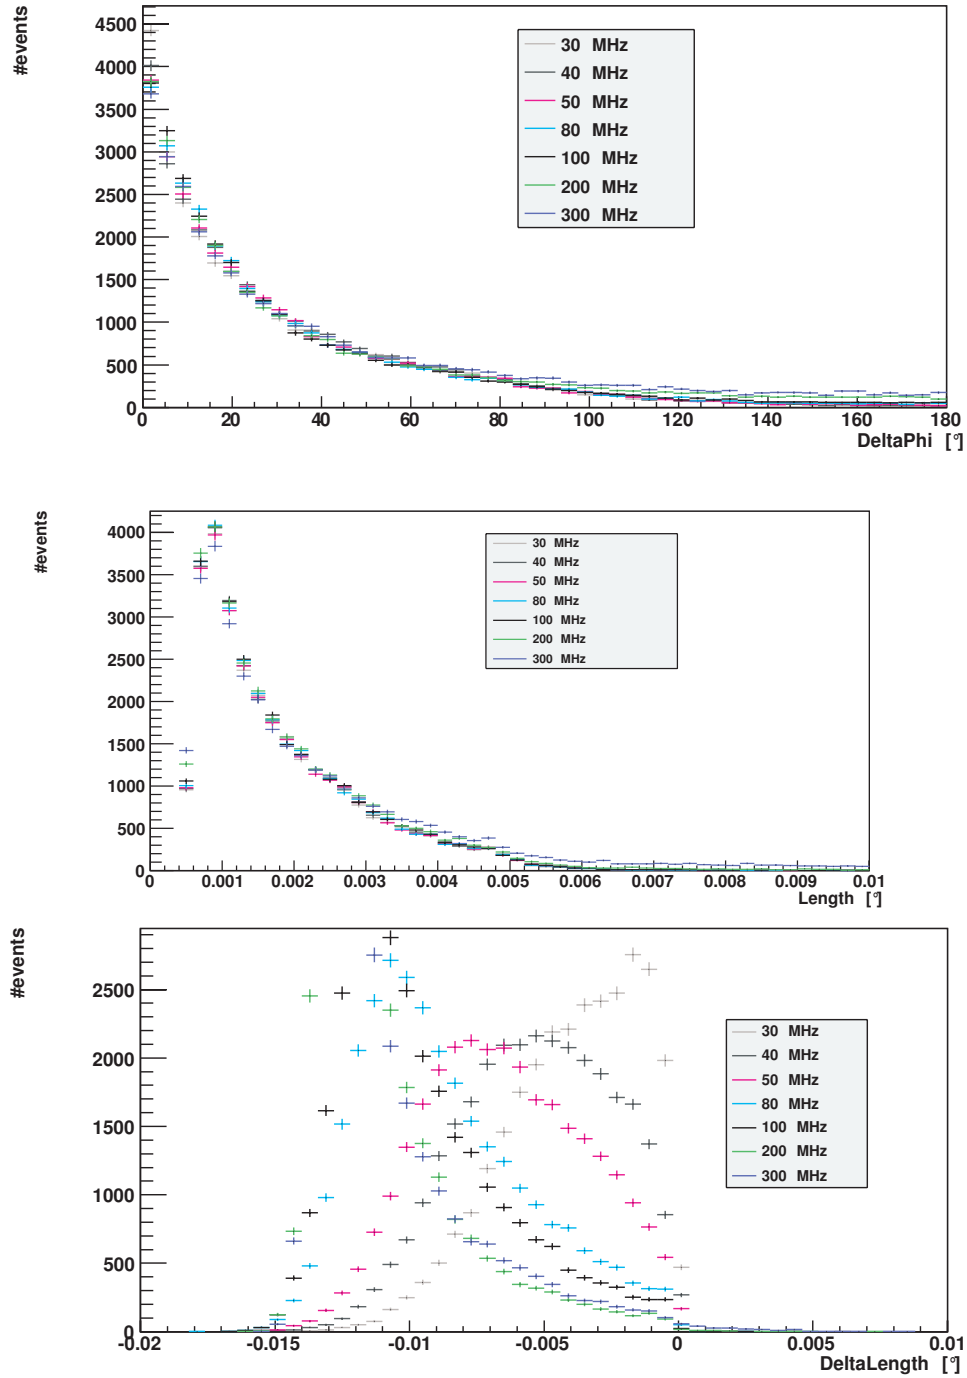 #events
4500
4000
3500
3000
2500
2000
1500
1000
500
0
30 MHz
40 MHz
50 MHz
80 MHz
100 MHz
200 MHz
300 MHz
0 20 40 60 80 100 120 140 160 180
DeltaPhi [°]
#events
4000
3500
3000
2500
2000
1500
1000
500
0
30 MHz
40 MHz
50 MHz
80 MHz
100 MHz
200 MHz
300 MHz
0 0.001 0.002 0.003 0.004 0.005 0.006 0.007 0.008 0.009 0.01
Length [°]
#events
2500
2000
1500
1000
500
0
30 MHz
40 MHz
50 MHz
80 MHz
100 MHz
200 MHz
300 MHz
-0.02 -0.015 -0.01 -0.005 0 0.005 0.01
DeltaLength [°]